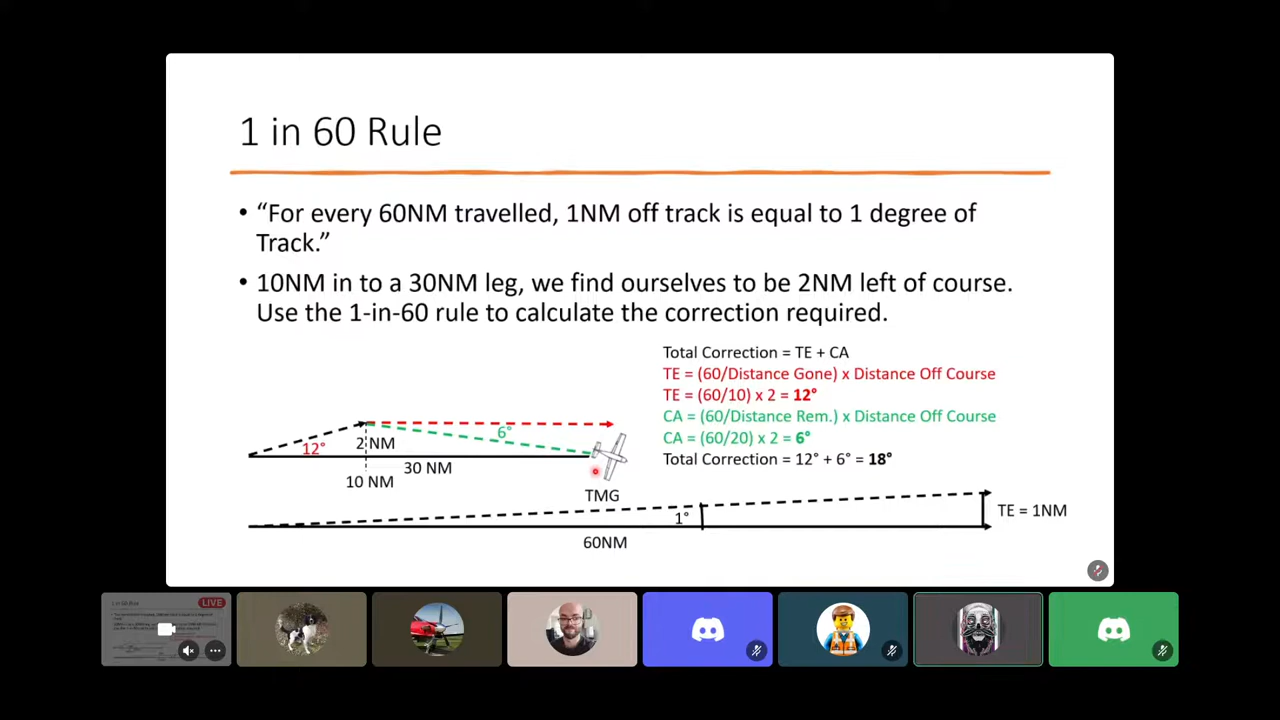 1 in 60 Rule
• “For every 60NM travelled, 1NM off track is equal to 1 degree of
Track.”
• 10NM in to a 30NM leg, we find ourselves to be 2NM left of course.
Use the 1-in-60 rule to calculate the correction required.
Total Correction = TE + CA
TE = (60/Distance Gone) x Distance Off Course
TE = (60/10) x 2 = 12°
CA = (60/Distance Rem.) x Distance Off Course
CA = (60/20) x 2 = 6°
Total Correction = 12° + 6° = 18°
6°
12°
2 NM
30 NM
10 NM
TMG
1°
TE = 1NM
60NM
1 in 60 Rule
LIVE